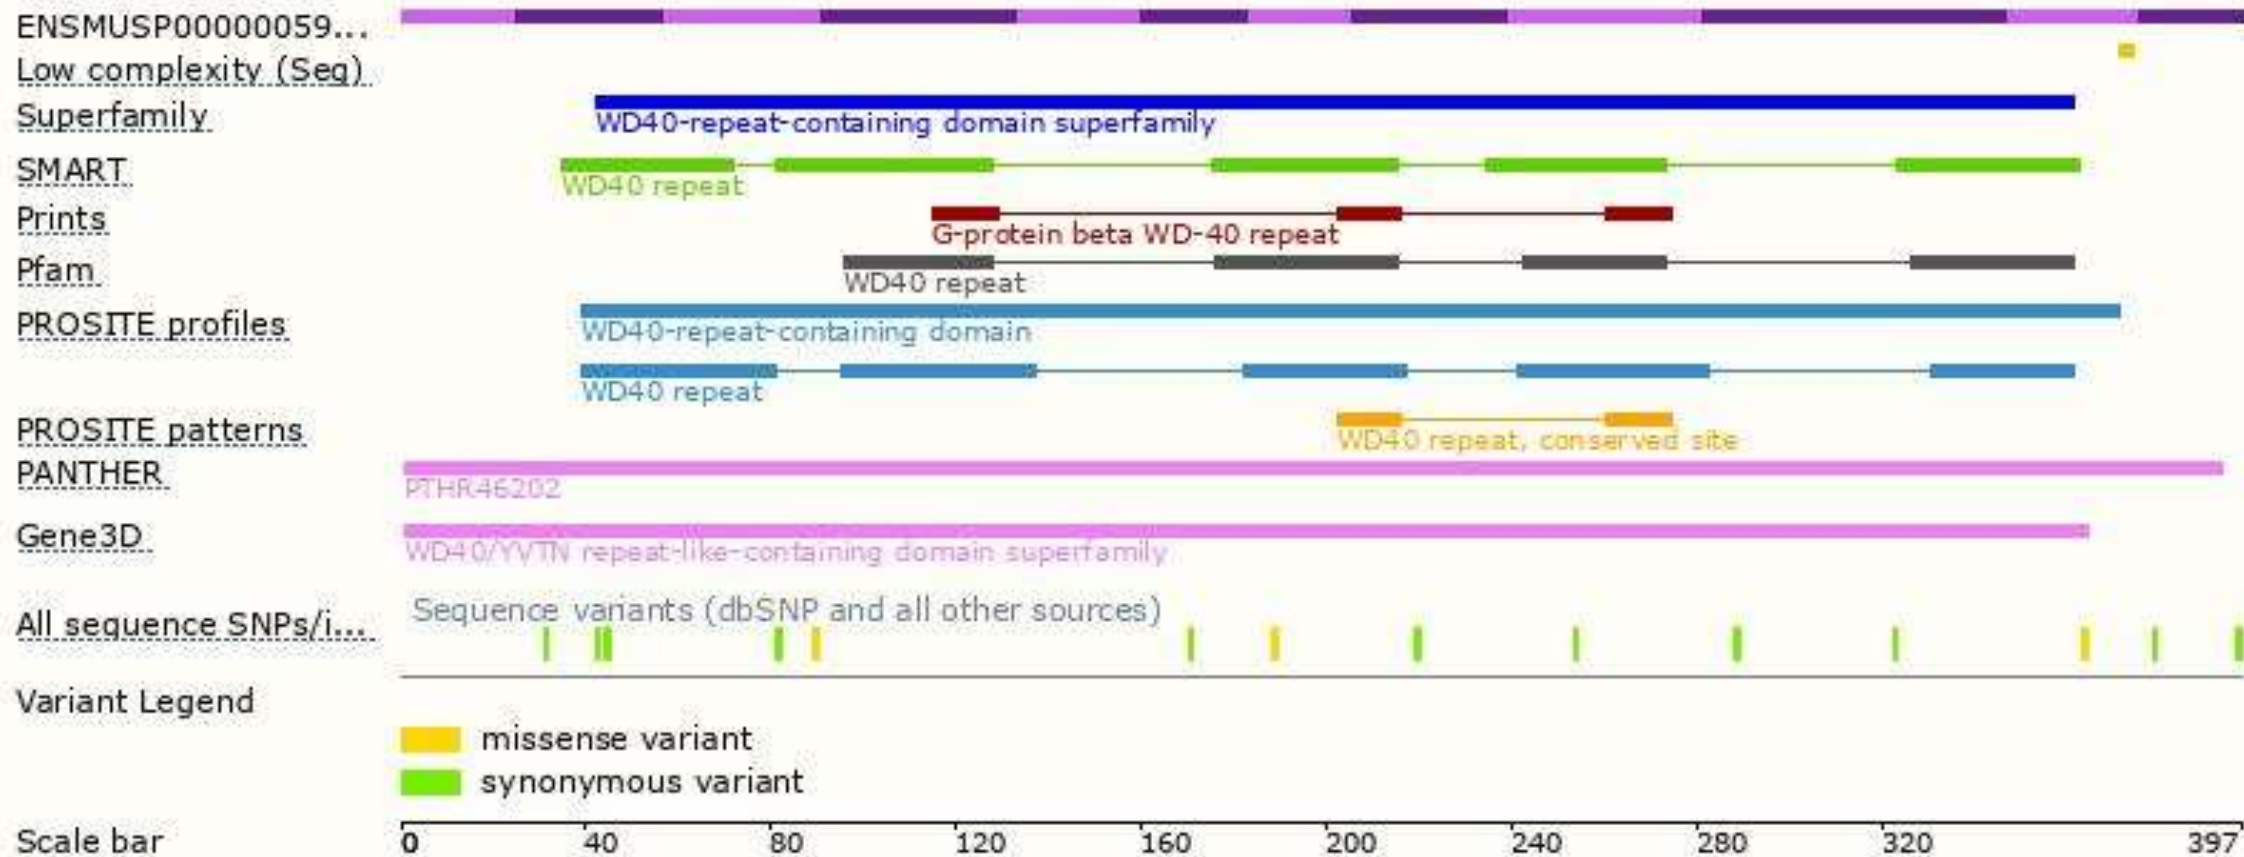 ENSMUSP00000059...
Low complexity (Seg)
Superfamily
WD40-repeat-containing domain superfamily
SMART
WD40 repeat
Prints
G-protein beta WD-40 repeat
Pfam
WD40 repeat
PROSITE profiles
WD40-repeat-containing domain
WD40 repeat
PROSITE patterns
WD40 repeat, conserved site
PANTHER
PTHR46202
Gene3D
WD40/YVTN repeat-like-containing domain superfamily
Sequence variants (dbSNP and all other sources)
All sequence SNPs/i...
Variant Legend
missense variant
synonymous variant
Scale bar 0 40 80 120 160 200 240 280 320 397